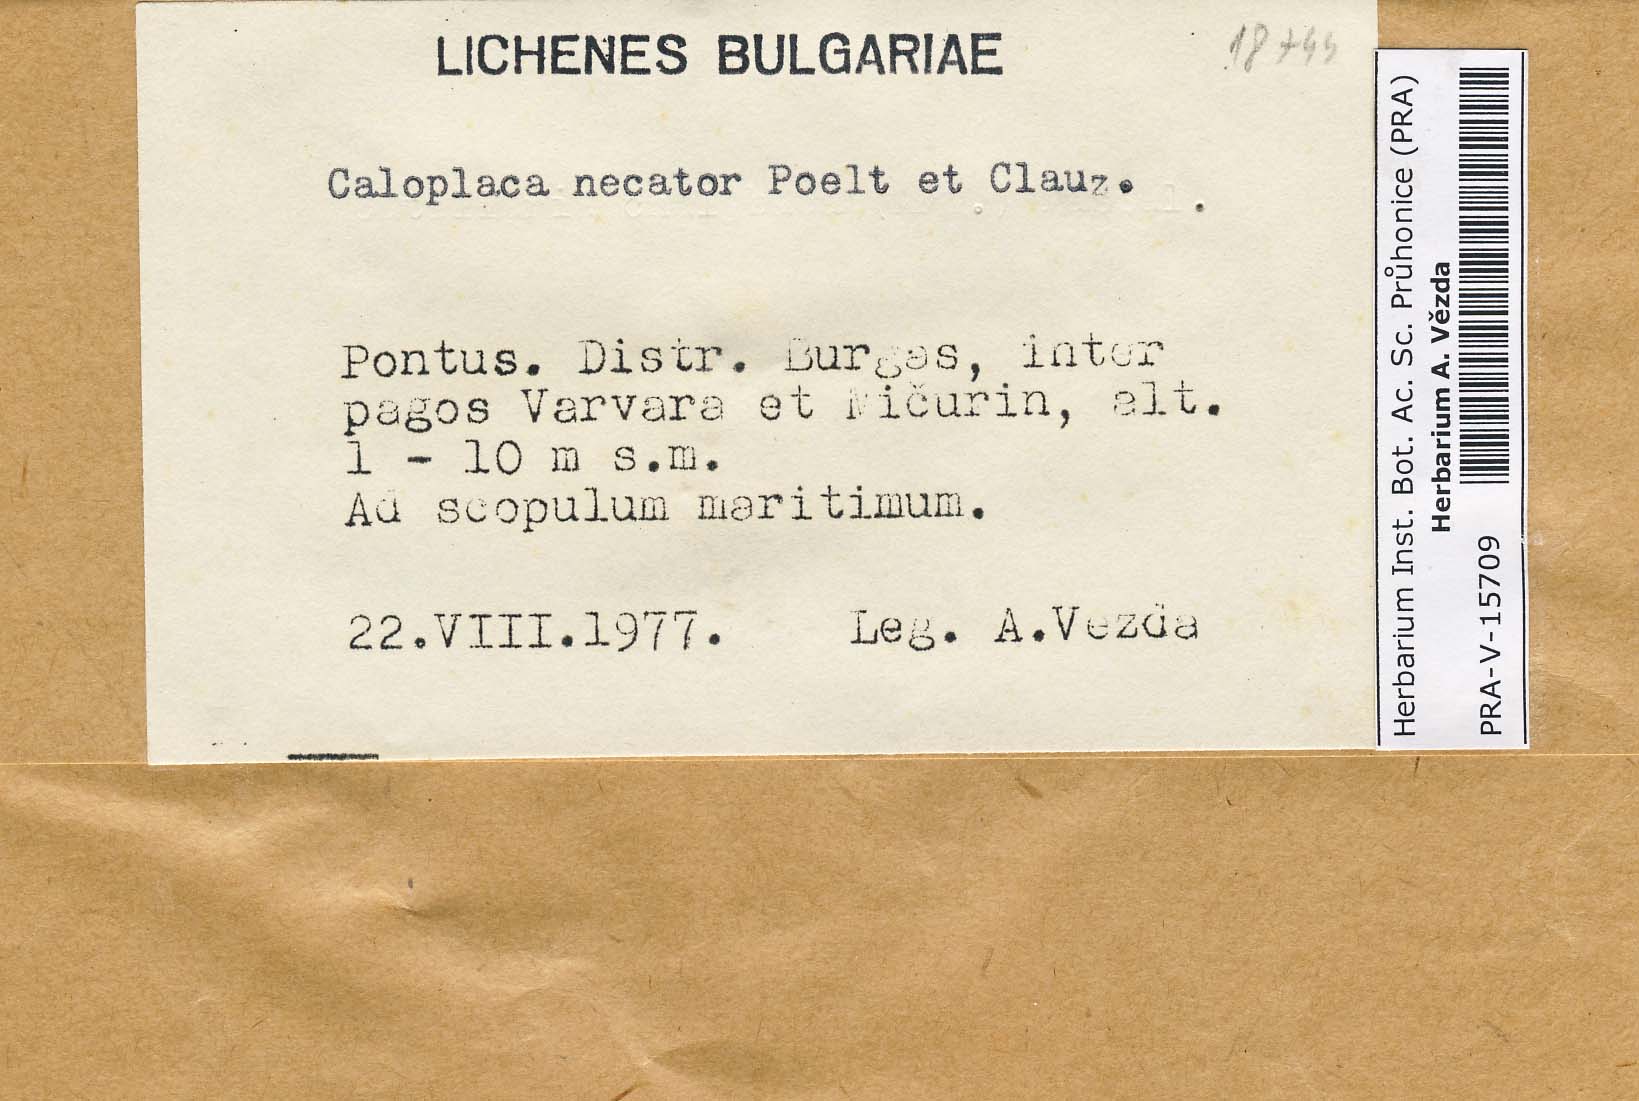 LICHENES BULGARIAE
Caloplaca necator Poelt et Clauz.
Pontus. Distr. Burgas, inter
pagos Varvara et Mičurin, alt.
1 - 10 m s.m.
Ad scopulum maritimum.
22.VIII.1977. Leg. A.Vezda
Herbarium Inst. Bot. Ac. Sc. Průhonice (PRA)
Herbarium A. Vězda
PRA-V-15709